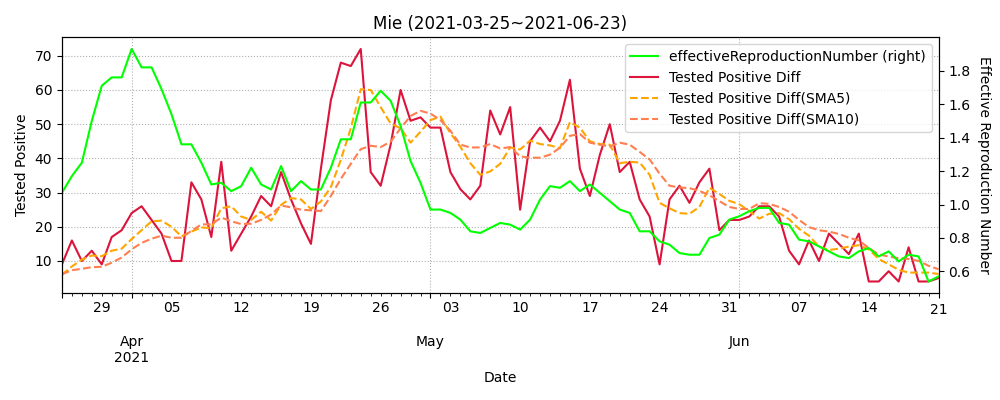 Mie (2021-03-25~2021-06-23)
effectiveReproductionNumber (right)
Tested Positive Diff
Tested Positive Diff(SMA5)
Tested Positive Diff(SMA10)
Tested Positive
70
60
50
40
30
20
10
Effective Reproduction Number
1.8
1.6
1.4
1.2
1.0
0.8
0.6
29 05 12 19 26 03 10 17 24 31 07 14 21
Apr May Jun
2021
Date